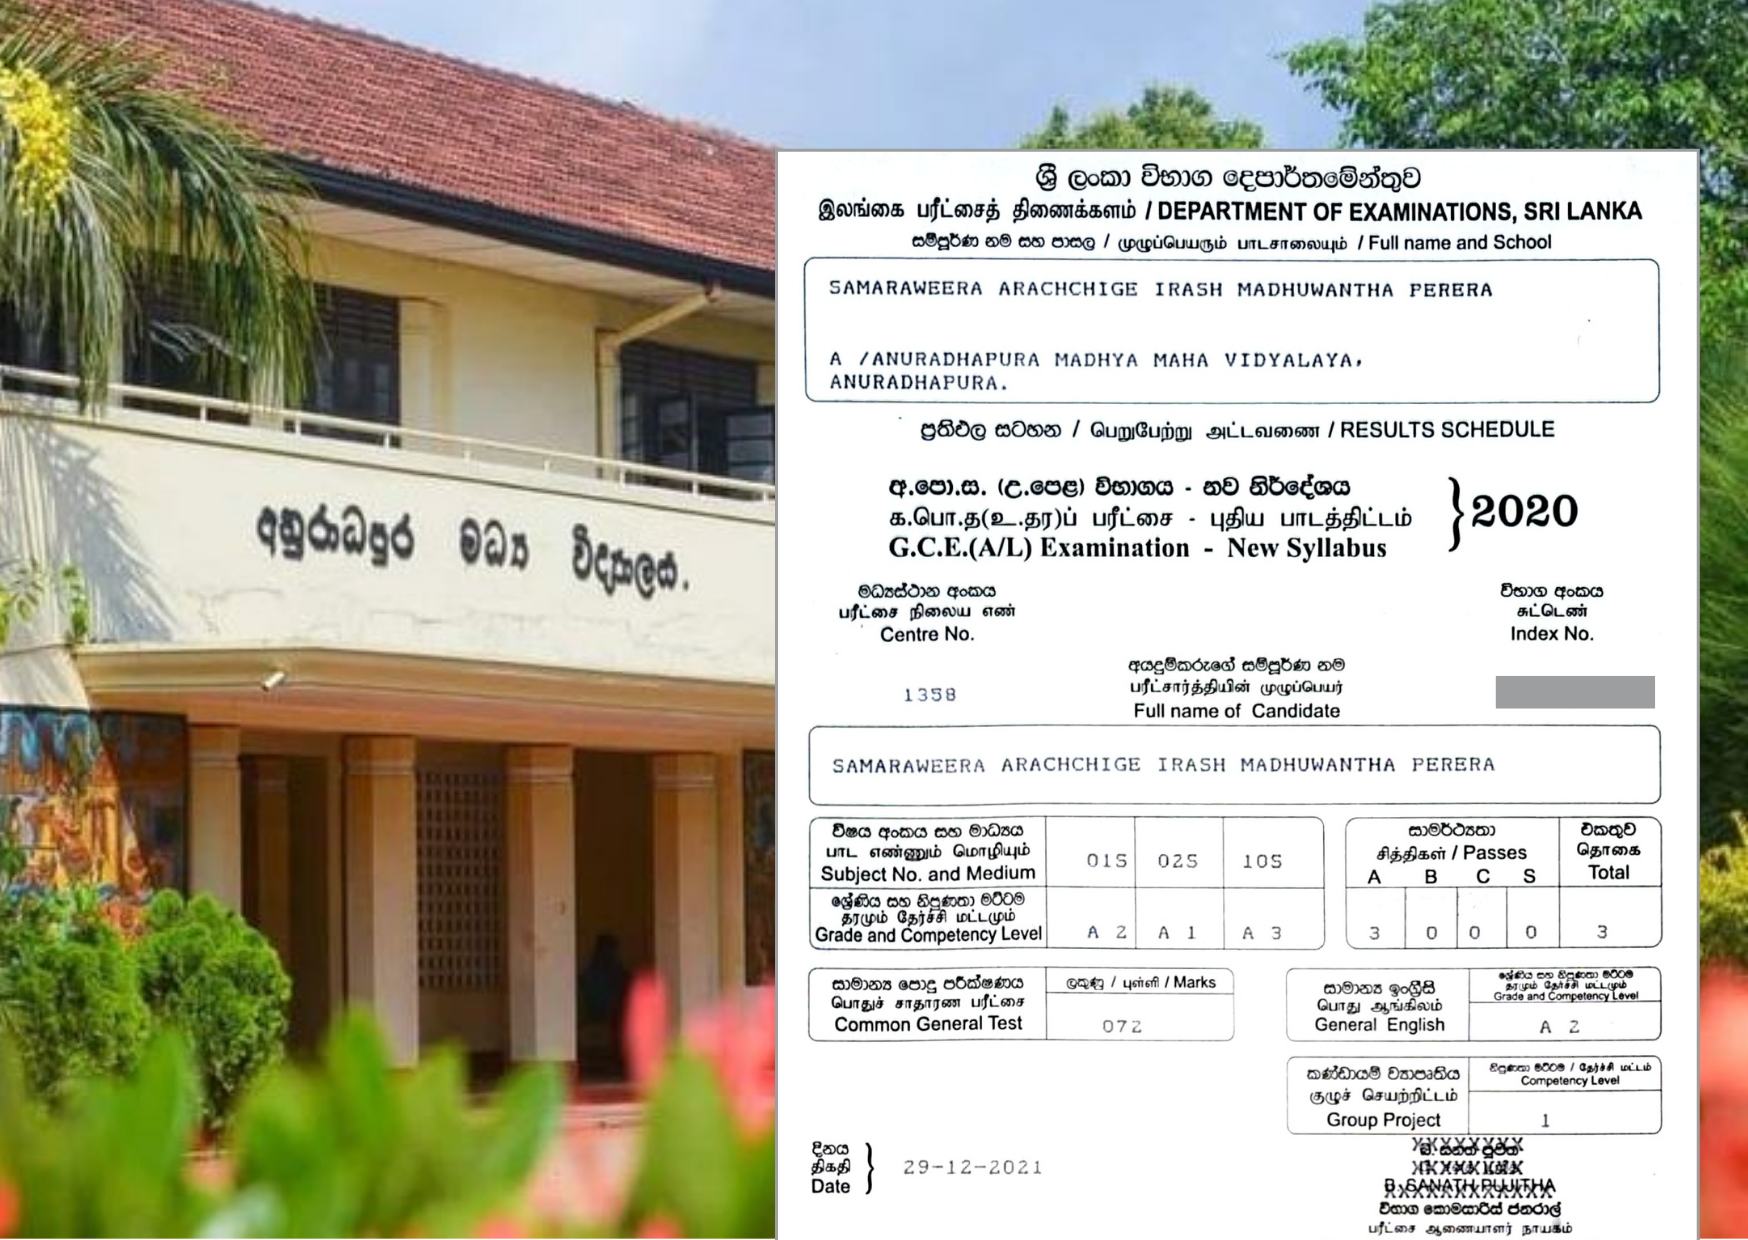 අනුරාධපුර මධ්‍ය විද්‍යාලය.
ශ්‍රී ලංකා විභාග දෙපාර්තමේන්තුව
இலங்கை பரீட்சைத் திணைக்களம் / DEPARTMENT OF EXAMINATIONS, SRI LANKA
සම්පූර්ණ නම සහ පාසල / முழுப்பெயரும் பாடசாலையும் / Full name and School
SAMARAWEERA ARACHCHIGE IRASH MADHUWANTHA PERERA
A /ANURADHAPURA MADHYA MAHA VIDYALAYA,
ANURADHAPURA.
ප්‍රතිඵල සටහන / பெறுபேற்று அட்டவணை / RESULTS SCHEDULE
අ.පො.ස. (උ.පෙළ) විභාගය - නව නිර්දේශය
க.பொ.த(உ.தர)ப் பரீட்சை - புதிய பாடத்திட்டம்
G.C.E.(A/L) Examination - New Syllabus
2020
මධ්‍යස්ථාන අංකය
பரீட்சை நிலைய எண்
Centre No.
විභාග අංකය
சுட்டெண்
Index No.
1358
අයදුම්කරුගේ සම්පූර්ණ නම
பரீட்சார்த்தியின் முழுப்பெயர்
Full name of Candidate
SAMARAWEERA ARACHCHIGE IRASH MADHUWANTHA PERERA
විෂය අංකය සහ මාධ්‍යය
பாட எண்ணும் மொழியும்
Subject No. and Medium
01S 02S 10S
ශ්‍රේණිය සහ නිපුණතා මට්ටම
தரமும் தேர்ச்சி மட்டமும்
Grade and Competency Level
A 2 A 1 A 3
සාමර්ථ්‍යතා
சித்திகள் / Passes
A B C S
එකතුව
தொகை
Total
3 0 0 0 3
සාමාන්‍ය පොදු පරීක්ෂණය
பொதுச் சாதாரண பரீட்சை
Common General Test
ලකුණු / புள்ளி / Marks
072
සාමාන්‍ය ඉංග්‍රීසි
பொது ஆங்கிலம்
General English
ශ්‍රේණිය සහ නිපුණතා මට්ටම
தரமும் தேர்ச்சி மட்டமும்
Grade and Competency Level
A 2
කණ්ඩායම් ව්‍යාපෘතිය
குழுச் செயற்றிட்டம்
Group Project
නිපුණතා මට්ටම / தேர்ச்சி மட்டம்
Competency Level
1
දිනය
திகதி
Date
29-12-2021
B. SANATH PUJITHA
විභාග කොමසාරිස් ජනරාල්
பரீட்சை ஆணையாளர் நாயகம்